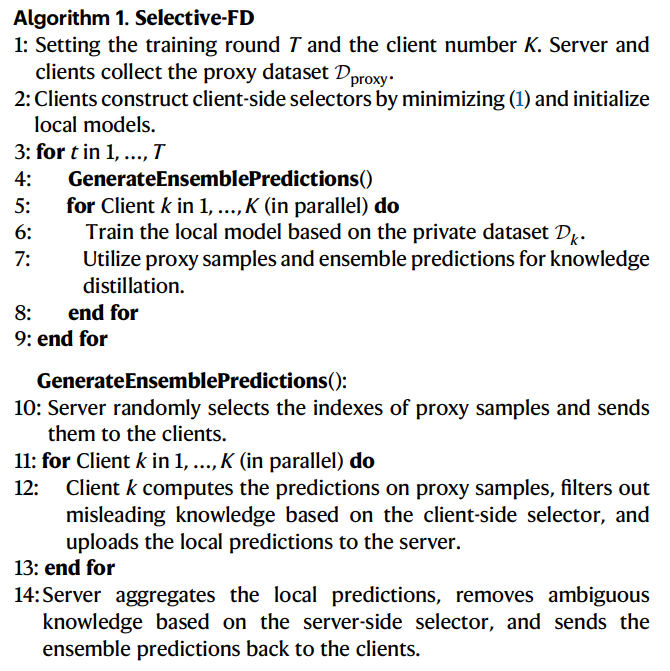 Algorithm 1. Selective-FD
1: Setting the training round T and the client number K. Server and
clients collect the proxy dataset 𝒟proxy.
2: Clients construct client-side selectors by minimizing (1) and initialize
local models.
3: for t in 1, ..., T
4: GenerateEnsemblePredictions()
5: for Client k in 1, ..., K (in parallel) do
6: Train the local model based on the private dataset 𝒟k.
7: Utilize proxy samples and ensemble predictions for knowledge
distillation.
8: end for
9: end for
GenerateEnsemblePredictions():
10: Server randomly selects the indexes of proxy samples and sends
them to the clients.
11: for Client k in 1, ..., K (in parallel) do
12: Client k computes the predictions on proxy samples, filters out
misleading knowledge based on the client-side selector, and
uploads the local predictions to the server.
13: end for
14: Server aggregates the local predictions, removes ambiguous
knowledge based on the server-side selector, and sends the
ensemble predictions back to the clients.